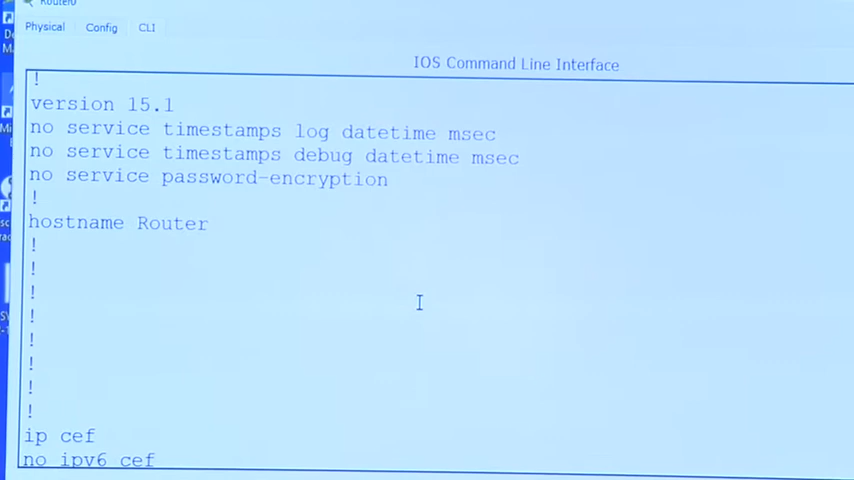 Router0
Physical Config CLI
IOS Command Line Interface
!
version 15.1
no service timestamps log datetime msec
no service timestamps debug datetime msec
no service password-encryption
!
hostname Router
!
!
!
!
!
!
!
!
ip cef
no ipv6 cef